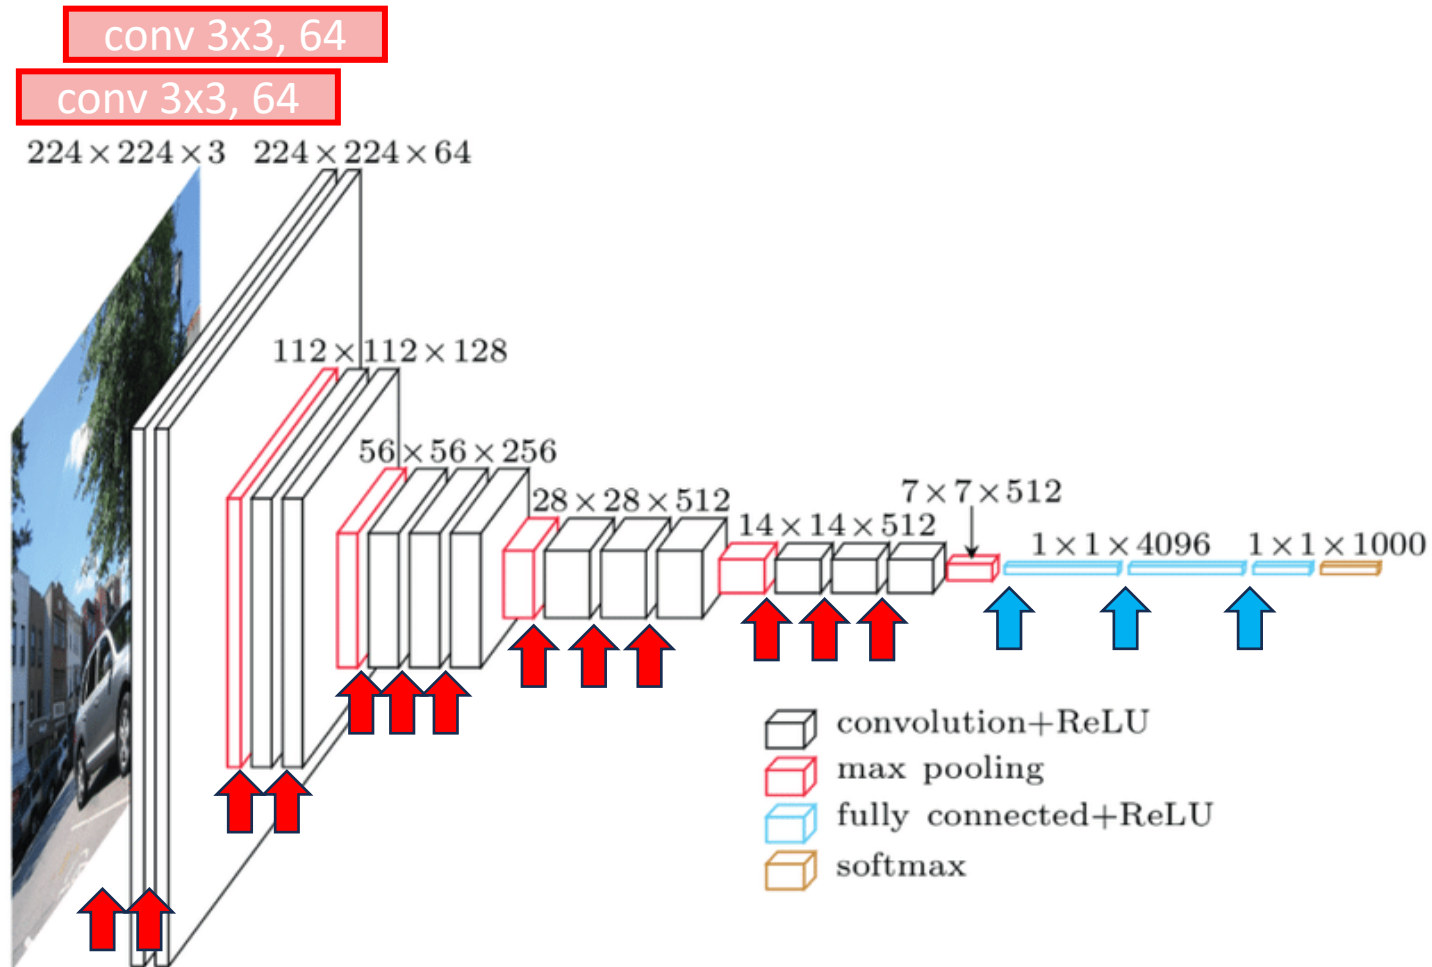 conv 3x3, 64
conv 3x3, 64
224×224×3
224×224×64
112×112×128
56×56×256
28×28×512
14×14×512
7×7×512
1×1×4096
1×1×1000
convolution+ReLU
max pooling
fully connected+ReLU
softmax